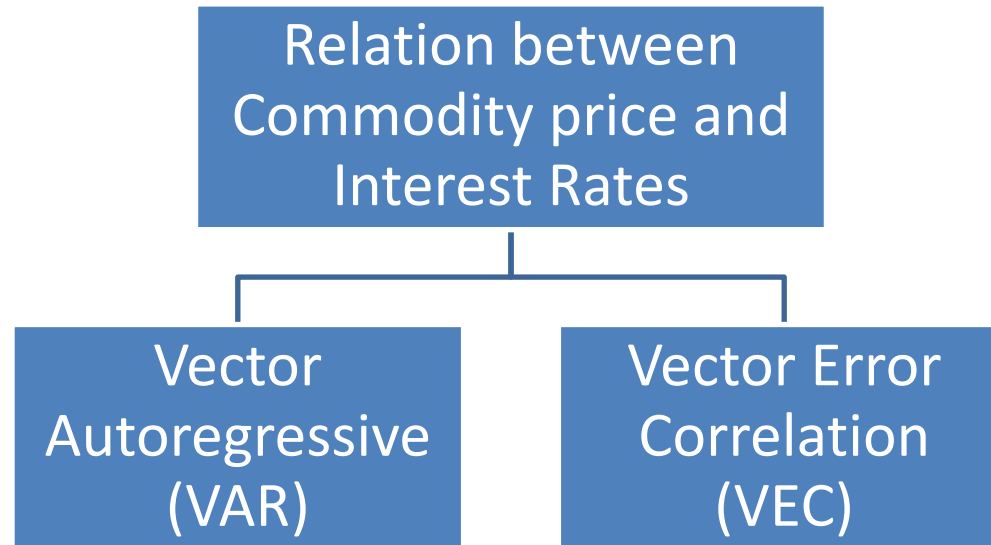 Relation between
Commodity price and
Interest Rates
Vector
Autoregressive
(VAR)
Vector Error
Correlation
(VEC)